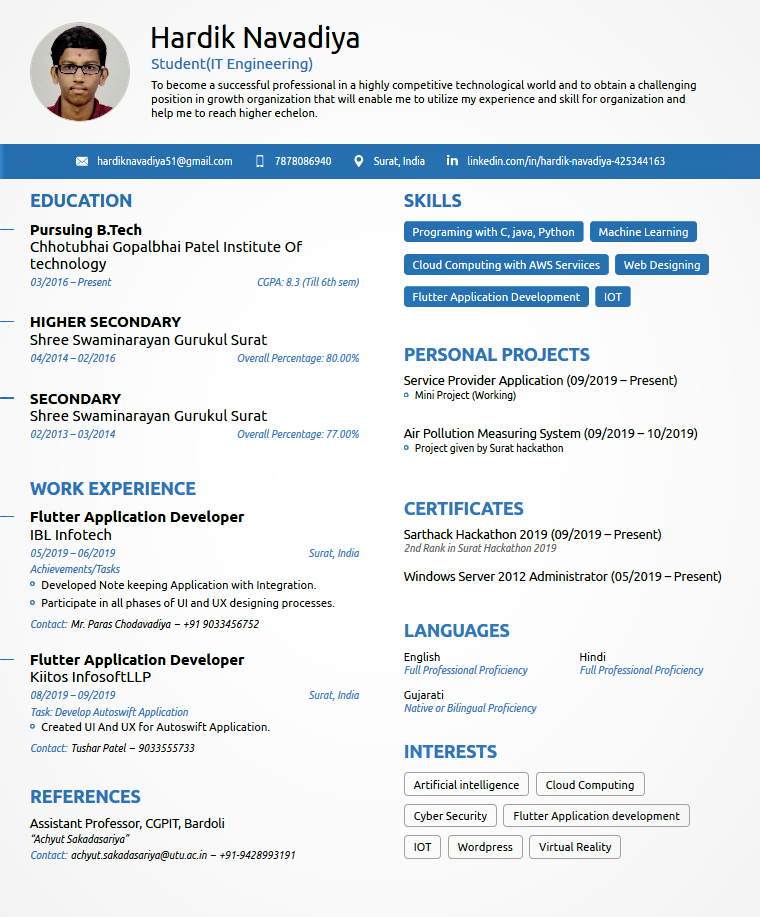 Hardik Navadiya
Student(IT Engineering)
To become a successful professional in a highly competitive technological world and to obtain a challenging
position in growth organization that will enable me to utilize my experience and skill for organization and
help me to reach higher echelon.
hardiknavadiya51@gmail.com
7878086940
Surat, India
linkedin.com/in/hardik-navadiya-425344163
EDUCATION
Pursuing B.Tech
Chhotubhai Gopalbhai Patel Institute Of
technology
03/2016 – Present CGPA: 8.3 (Till 6th sem)
HIGHER SECONDARY
Shree Swaminarayan Gurukul Surat
04/2014 – 02/2016 Overall Percentage: 80.00%
SECONDARY
Shree Swaminarayan Gurukul Surat
02/2013 – 03/2014 Overall Percentage: 77.00%
WORK EXPERIENCE
Flutter Application Developer
IBL Infotech
05/2019 – 06/2019 Surat, India
Achievements/Tasks
Developed Note keeping Application with Integration.
Participate in all phases of UI and UX designing processes.
Contact: Mr. Paras Chodavadiya – +91 9033456752
Flutter Application Developer
Kiitos InfosoftLLP
08/2019 – 09/2019 Surat, India
Task: Develop Autoswift Application
Created UI And UX for Autoswift Application.
Contact: Tushar Patel – 9033555733
REFERENCES
Assistant Professor, CGPIT, Bardoli
“Achyut Sakadasariya”
Contact: achyut.sakadasariya@utu.ac.in – +91-9428993191
SKILLS
Programing with C, java, Python
Machine Learning
Cloud Computing with AWS Serviices
Web Designing
Flutter Application Development
IOT
PERSONAL PROJECTS
Service Provider Application (09/2019 – Present)
Mini Project (Working)
Air Pollution Measuring System (09/2019 – 10/2019)
Project given by Surat hackathon
CERTIFICATES
Sarthack Hackathon 2019 (09/2019 – Present)
2nd Rank in Surat Hackathon 2019
Windows Server 2012 Administrator (05/2019 – Present)
LANGUAGES
English
Full Professional Proficiency
Hindi
Full Professional Proficiency
Gujarati
Native or Bilingual Proficiency
INTERESTS
Artificial intelligence
Cloud Computing
Cyber Security
Flutter Application development
IOT
Wordpress
Virtual Reality